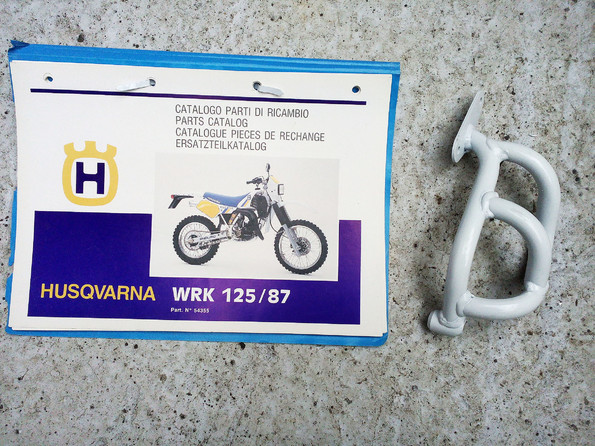 CATALOGO PARTI DI RICAMBIO
PARTS CATALOG
CATALOGUE PIECES DE RECHANGE
ERSATZTEILKATALOG
H
HUSQVARNA WRK 125/87
Part. N° 54355